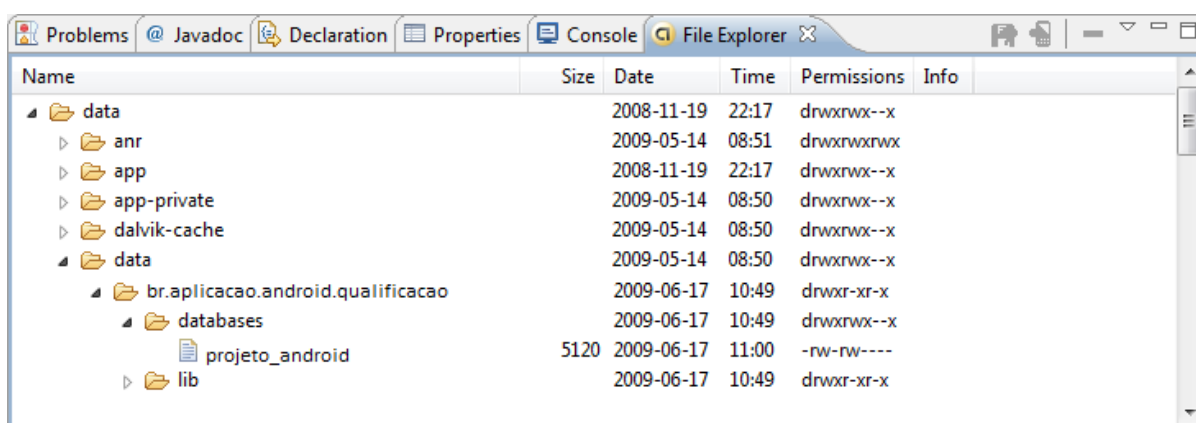 Problems @ Javadoc Declaration Properties Console File Explorer
Name Size Date Time Permissions Info
data 2008-11-19 22:17 drwxrwx--x
anr 2009-05-14 08:51 drwxrwxrwx
app 2008-11-19 22:17 drwxrwx--x
app-private 2009-05-14 08:50 drwxrwx--x
dalvik-cache 2009-05-14 08:50 drwxrwx--x
data 2009-05-14 08:50 drwxrwx--x
br.aplicacao.android.qualificacao 2009-06-17 10:49 drwxr-xr-x
databases 2009-06-17 10:49 drwxrwx--x
projeto_android 5120 2009-06-17 11:00 -rw-rw----
lib 2009-06-17 10:49 drwxr-xr-x